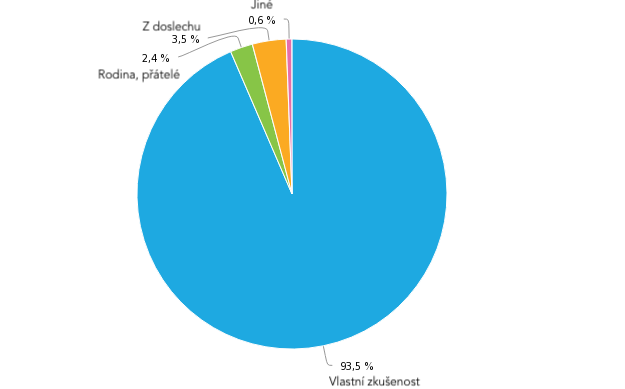 Jiné
0,6 %
Z doslechu
3,5 %
2,4 %
Rodina, přátelé
93,5 %
Vlastní zkušenost